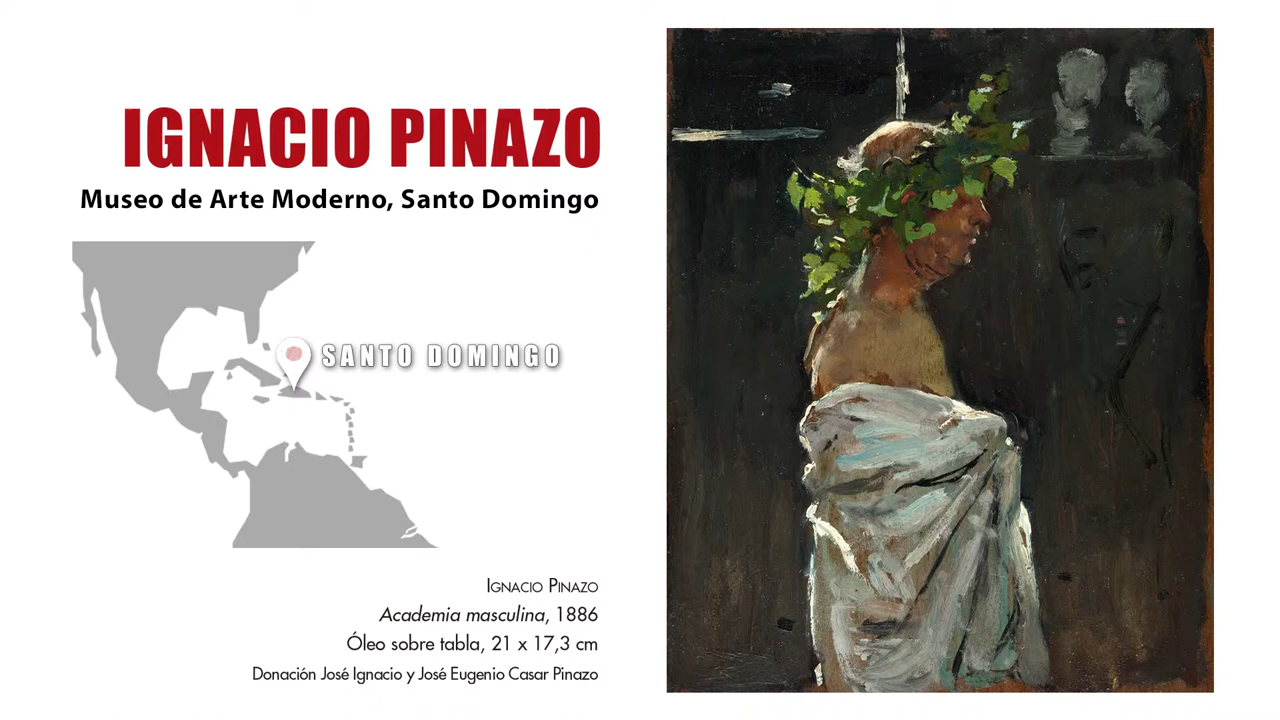 IGNACIO PINAZO
Museo de Arte Moderno, Santo Domingo
SANTO DOMINGO
Ignacio Pinazo
Academia masculina, 1886
Óleo sobre tabla, 21 x 17,3 cm
Donación José Ignacio y José Eugenio Casar Pinazo